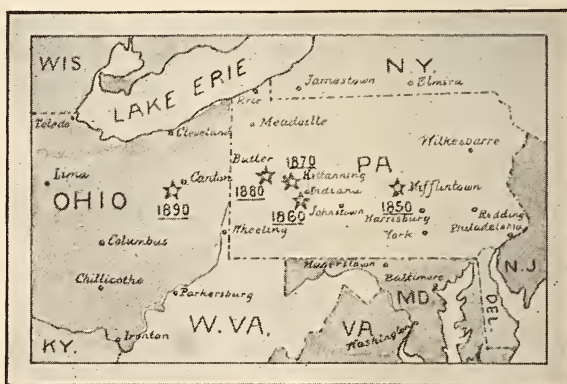 WIS.
LAKE ERIE
N.Y.
Jamestown
Elmira
Erie
Toledo
Cleveland
Meadville
Wilkesbarre
Lima
Canton
Butler
1870
Kittanning
PA
OHIO
1890
1880
Indiana
Mifflintown
1860
Johnstown
1850
Harrisburg
Redding
Columbus
Wheeling
York
Philadelphia
Hagerstown
N.J.
Chillicothe
Parkersburg
Baltimore
MD.
DEL.
W.VA.
VA
Washington
KY.
Ironton